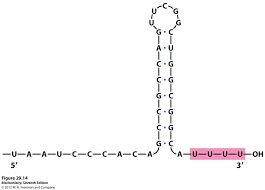 C
U G
U G
G C
A U
C G
C G
G C
C G
C G
G C
–U–A–A–U–C–C–C–A–C–A A–U–U–U–U–OH
5′ 3′
Figure 29.14
Biochemistry, Seventh Edition
© 2012 W. H. Freeman and Company